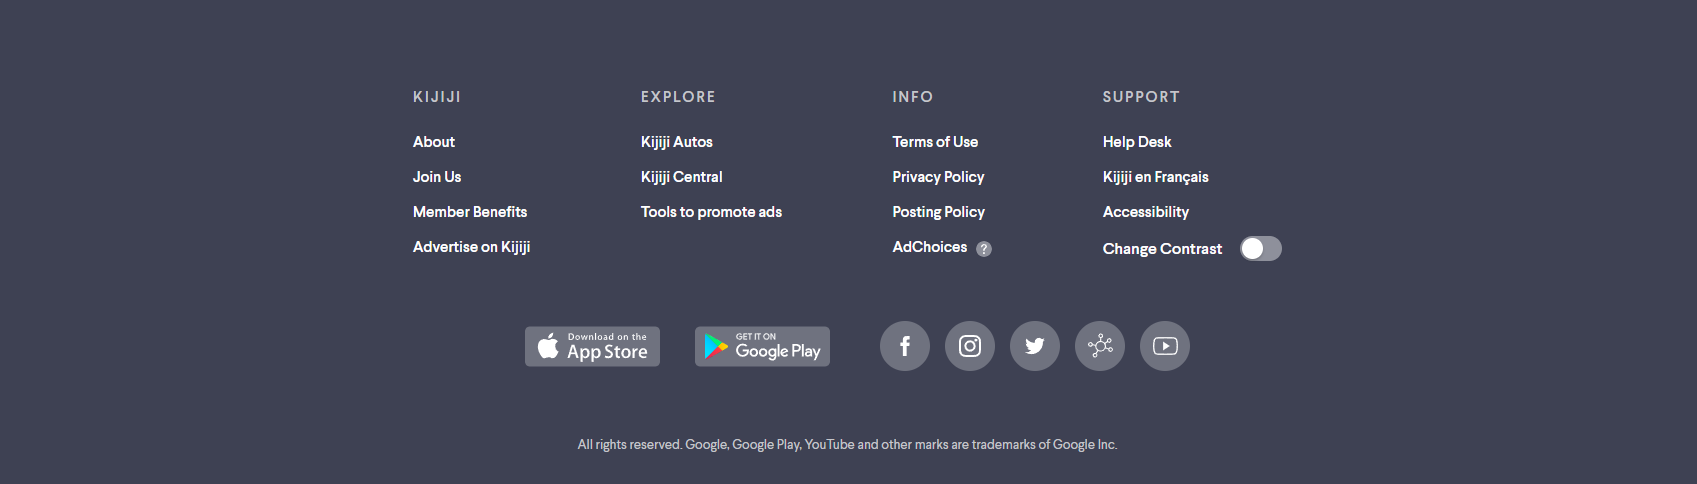 KIJIJI
About
Join Us
Member Benefits
Advertise on Kijiji
EXPLORE
Kijiji Autos
Kijiji Central
Tools to promote ads
INFO
Terms of Use
Privacy Policy
Posting Policy
AdChoices ?
SUPPORT
Help Desk
Kijiji en Français
Accessibility
Change Contrast
Download on the
App Store
GET IT ON
Google Play
All rights reserved. Google, Google Play, YouTube and other marks are trademarks of Google Inc.